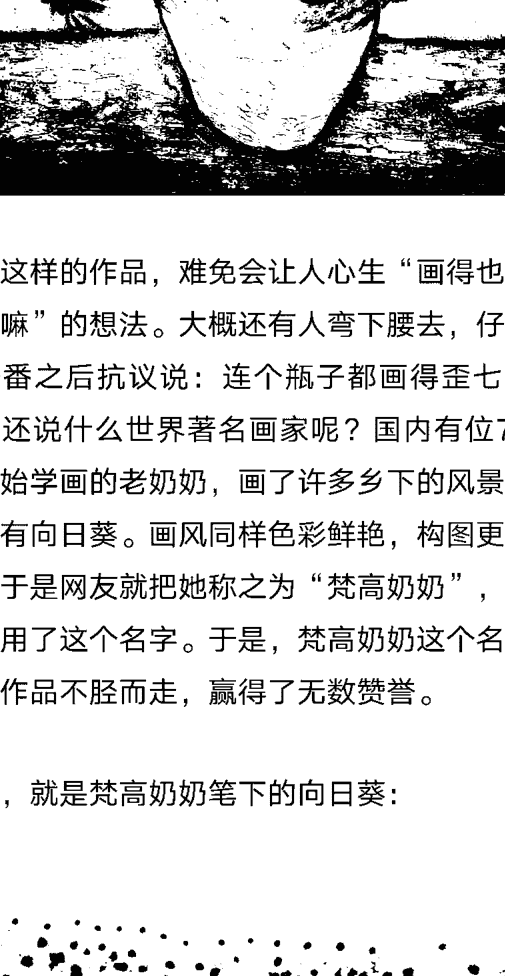 这样的作品，难免会让人心生“画得也
嘛”的想法。大概还有人弯下腰去，仔
番之后抗议说：连个瓶子都画得歪七
还说什么世界著名画家呢？国内有位7
始学画的老奶奶，画了许多乡下的风景
有向日葵。画风同样色彩鲜艳，构图更
于是网友就把她称之为“梵高奶奶”，
用了这个名字。于是，梵高奶奶这个名
作品不胫而走，赢得了无数赞誉。
，就是梵高奶奶笔下的向日葵：